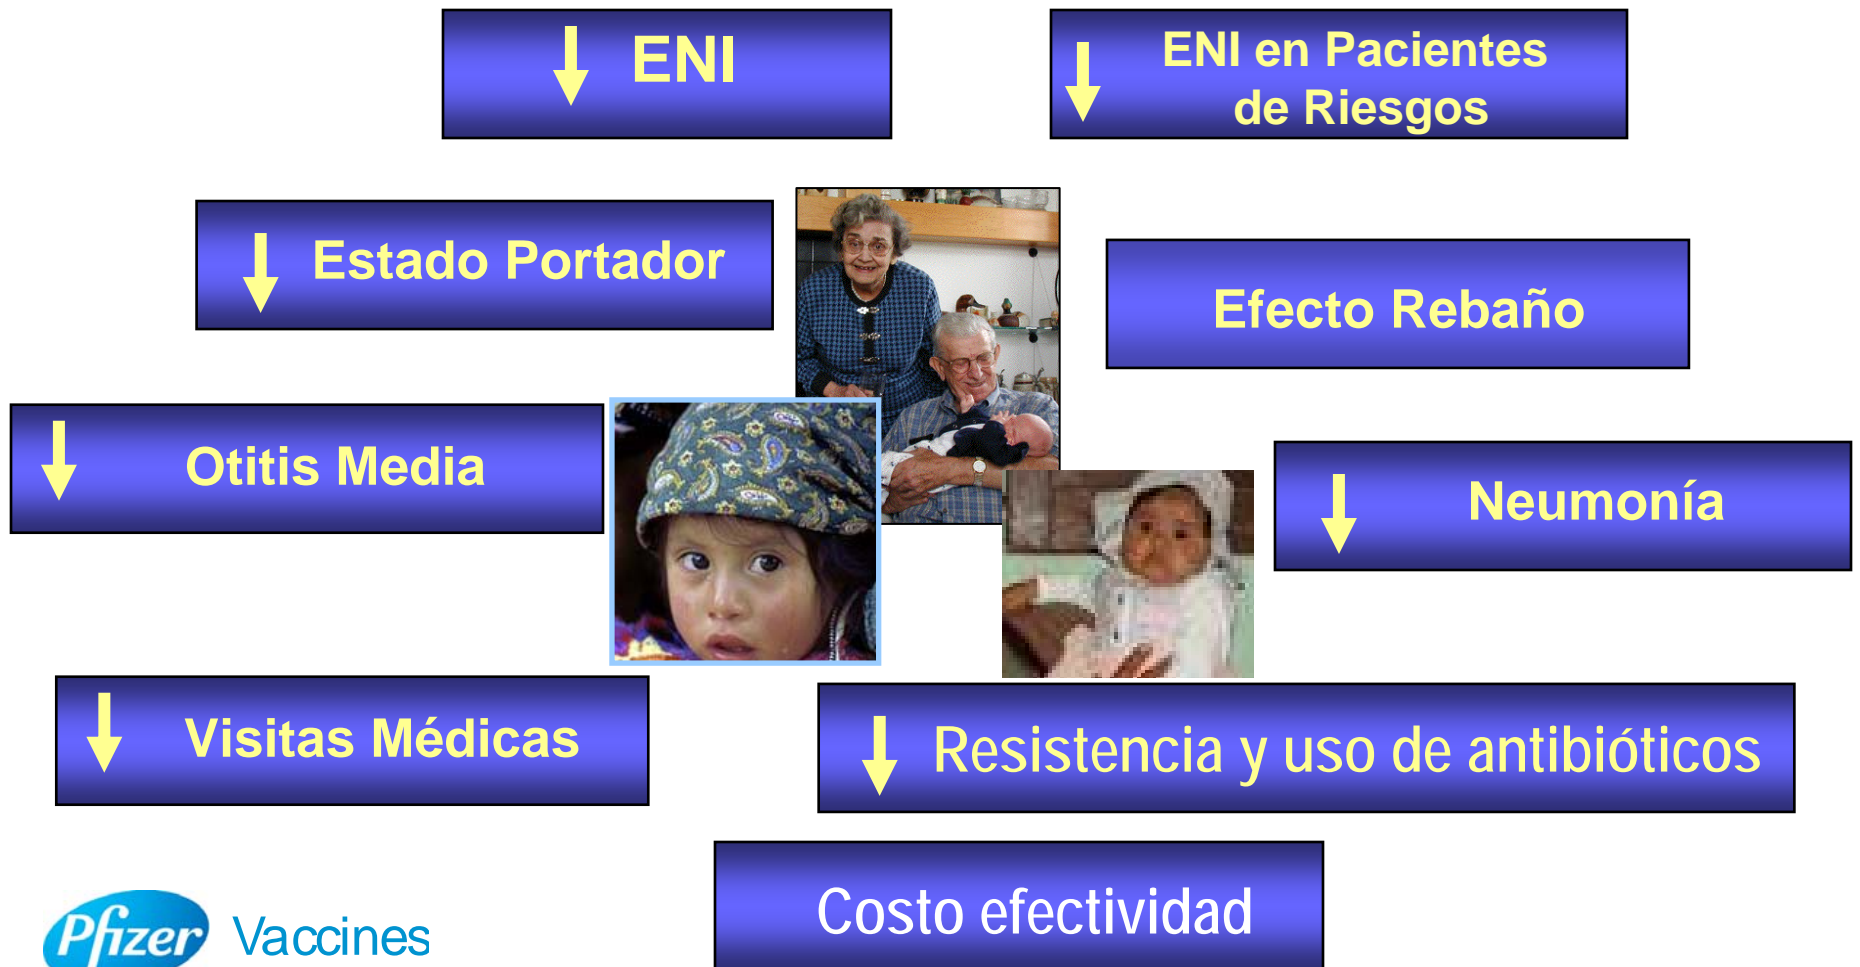 ↓ ENI
↓ ENI en Pacientes
de Riesgos
↓ Estado Portador
Efecto Rebaño
↓ Otitis Media
↓ Neumonía
↓ Visitas Médicas
↓ Resistencia y uso de antibióticos
Costo efectividad
Pfizer Vaccines